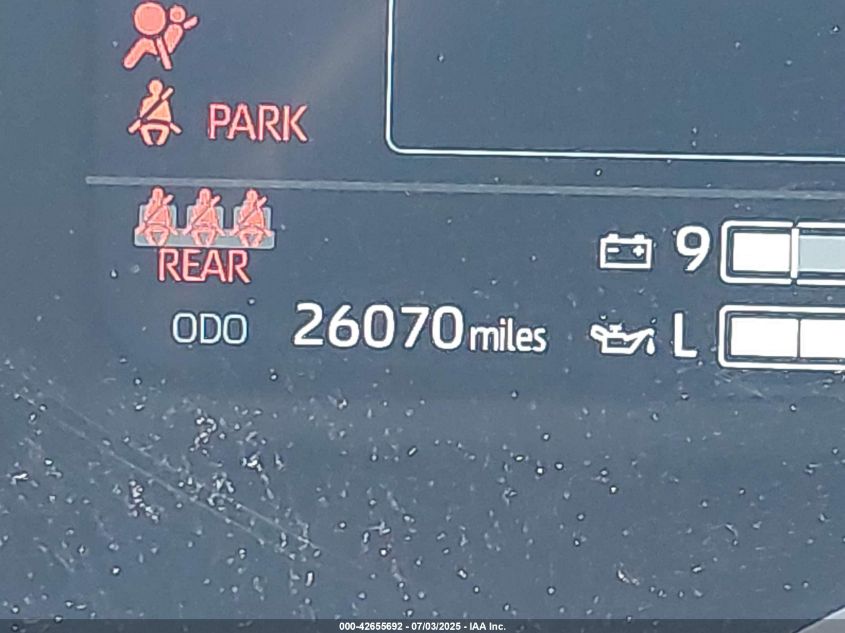 PARK
REAR
9
ODO 26070 miles
L
000-42655692 - 07/03/2025 - IAA Inc.